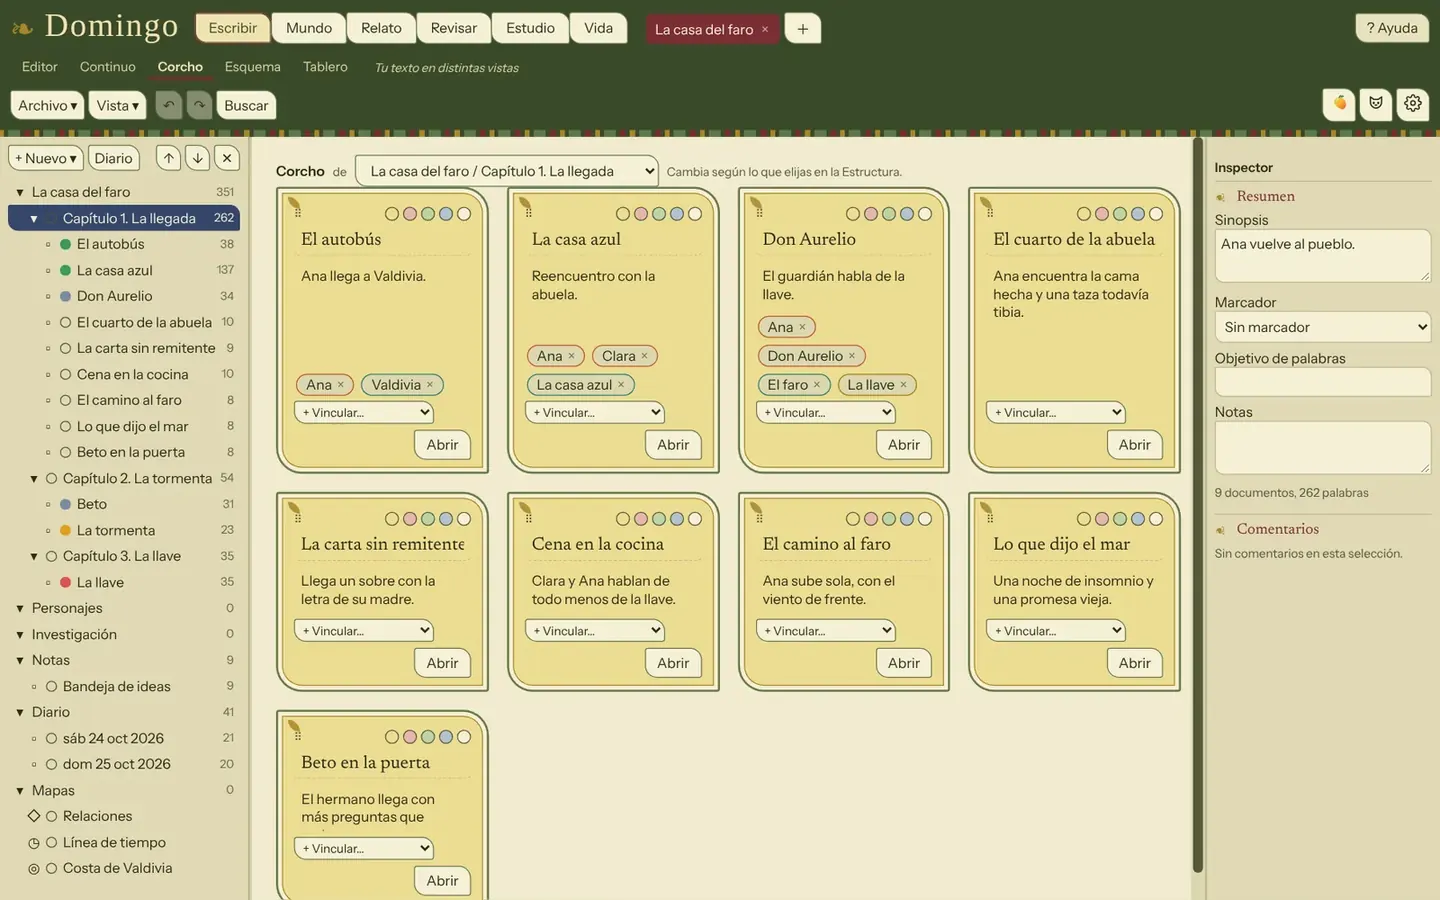 Domingo
Escribir Mundo Relato Revisar Estudio Vida La casa del faro × + ? Ayuda
Editor Continuo Corcho Esquema Tablero Tu texto en distintas vistas
Archivo ▾ Vista ▾ ↶ ↷ Buscar
+ Nuevo ▾ Diario ↑ ↓ ✕
▼ La casa del faro 351
▼ Capítulo 1. La llegada 262
El autobús 38
La casa azul 137
Don Aurelio 34
El cuarto de la abuela 10
La carta sin remitente 9
Cena en la cocina 10
El camino al faro 8
Lo que dijo el mar 8
Beto en la puerta 8
▼ Capítulo 2. La tormenta 54
Beto 31
La tormenta 23
▼ Capítulo 3. La llave 35
La llave 35
▼ Personajes 0
▼ Investigación 0
▼ Notas 9
Bandeja de ideas 9
▼ Diario 41
sáb 24 oct 2026 21
dom 25 oct 2026 20
▼ Mapas 0
Relaciones
Línea de tiempo
Costa de Valdivia
Corcho de La casa del faro / Capítulo 1. La llegada Cambia según lo que elijas en la Estructura.
El autobús
Ana llega a Valdivia.
Ana × Valdivia ×
+ Vincular...
Abrir
La casa azul
Reencuentro con la
abuela.
Ana × Clara ×
La casa azul ×
+ Vincular...
Abrir
Don Aurelio
El guardián habla de la
llave.
Ana ×
Don Aurelio ×
El faro × La llave ×
+ Vincular...
Abrir
El cuarto de la abuela
Ana encuentra la cama
hecha y una taza todavía
tibia.
+ Vincular...
Abrir
La carta sin remitente
Llega un sobre con la
letra de su madre.
+ Vincular...
Abrir
Cena en la cocina
Clara y Ana hablan de
todo menos de la llave.
+ Vincular...
Abrir
El camino al faro
Ana sube sola, con el
viento de frente.
+ Vincular...
Abrir
Lo que dijo el mar
Una noche de insomnio y
una promesa vieja.
+ Vincular...
Abrir
Beto en la puerta
El hermano llega con
más preguntas que
+ Vincular...
Abrir
Inspector
Resumen
Sinopsis
Ana vuelve al pueblo.
Marcador
Sin marcador
Objetivo de palabras
Notas
9 documentos, 262 palabras
Comentarios
Sin comentarios en esta selección.